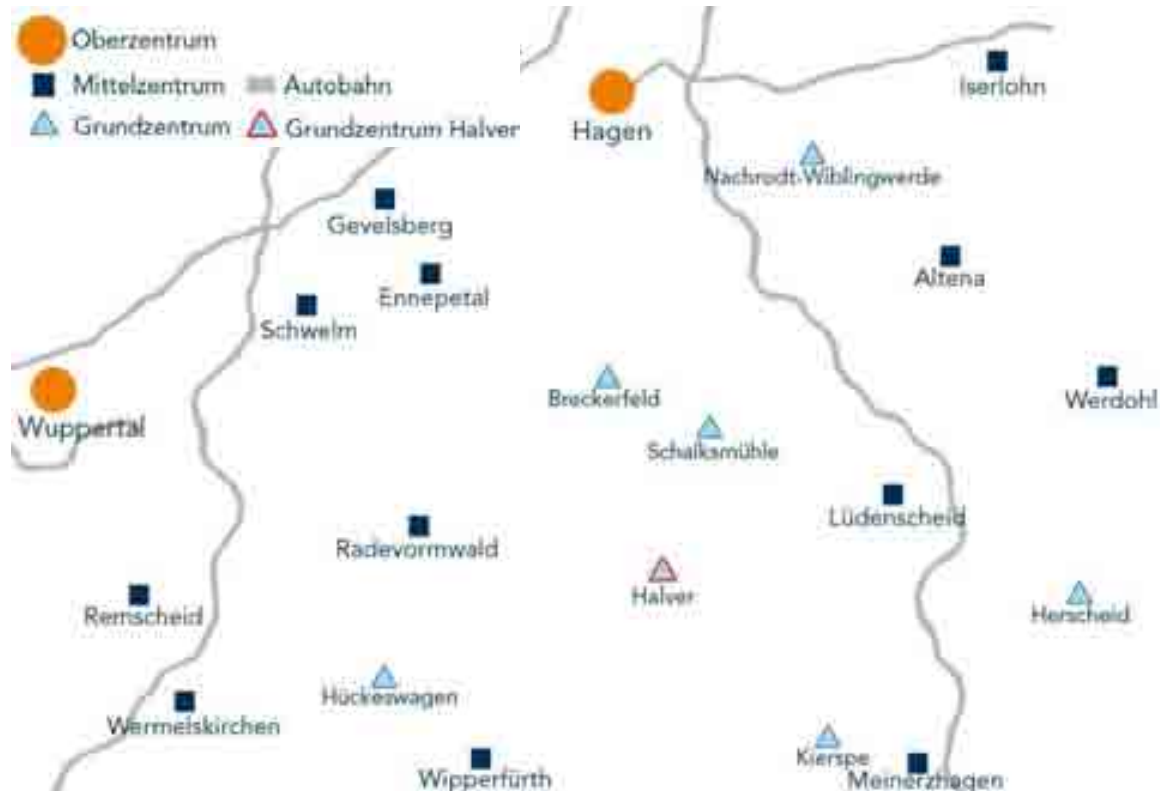 Oberzentrum
Mittelzentrum Autobahn
Grundzentrum Grundzentrum Halver
Hagen
Iserlohn
Nachrodt-Wiblingwerde
Gevelsberg
Altena
Ennepetal
Schwelm
Breckerfeld
Werdohl
Wuppertal
Schalksmühle
Lüdenscheid
Radevormwald
Halver
Remscheid
Herscheid
Hückeswagen
Wermelskirchen
Kierspe
Wipperfürth
Meinerzhagen